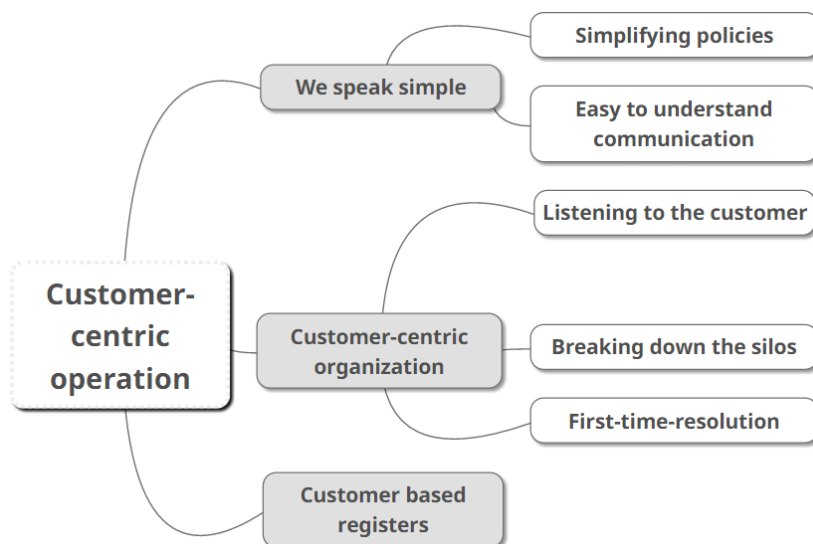 Simplifying policies
We speak simple
Easy to understand
communication
Listening to the customer
Customer-
centric
operation
Customer-centric
organization
Breaking down the silos
First-time-resolution
Customer based
registers